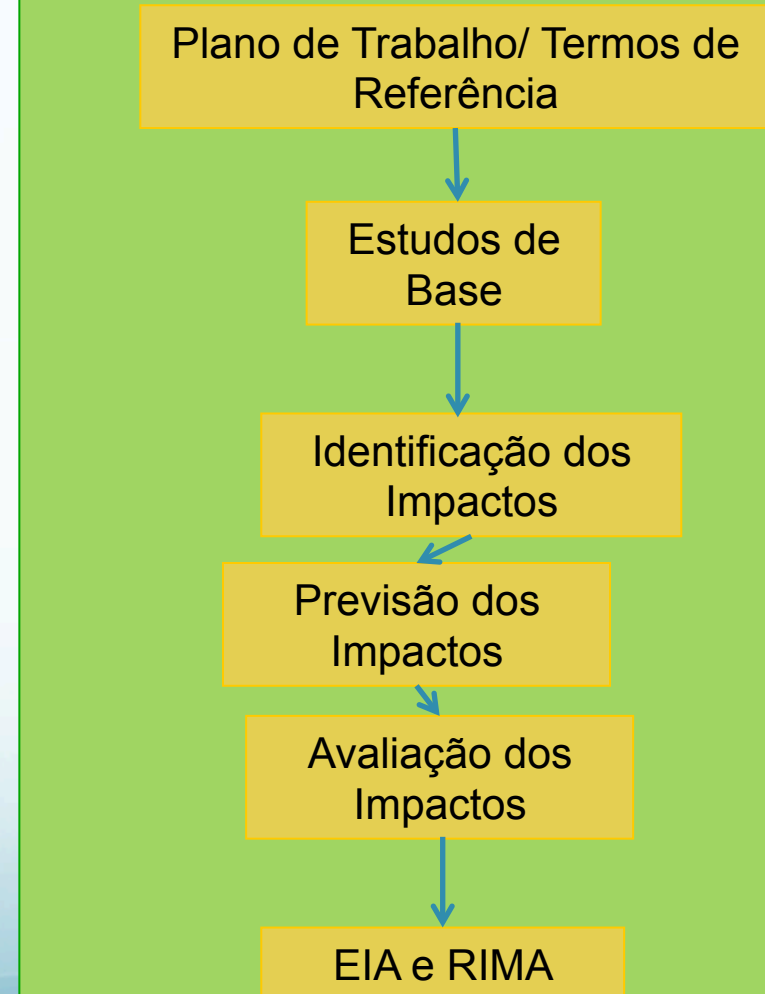 Plano de Trabalho/ Termos de
Referência
Estudos de
Base
Identificação dos
Impactos
Previsão dos
Impactos
Avaliação dos
Impactos
EIA e RIMA